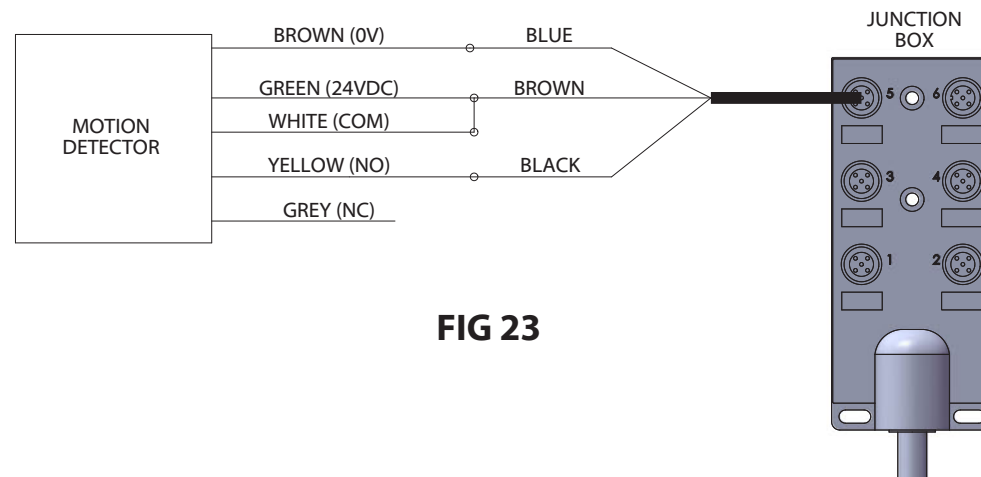 JUNCTION
BOX
BROWN (0V) BLUE
GREEN (24VDC) BROWN
WHITE (COM)
MOTION
DETECTOR
YELLOW (NO) BLACK
GREY (NC)
5 6
3 4
1 2
FIG 23